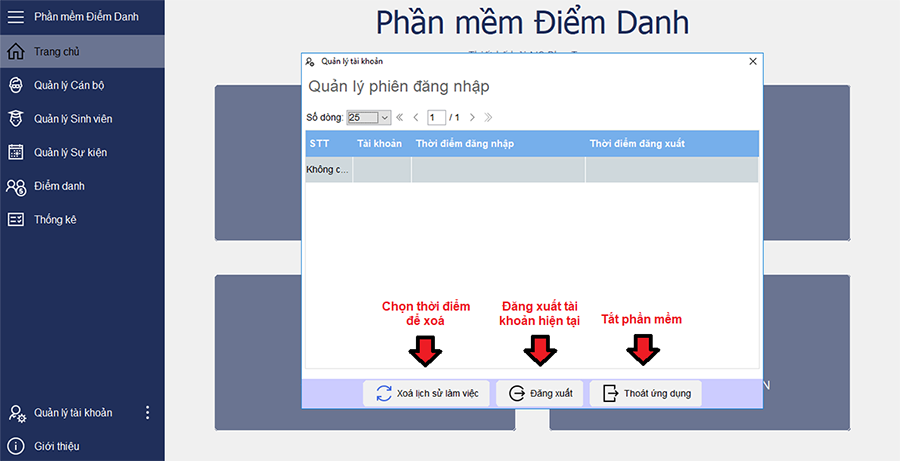 Phần mềm Điểm Danh
Trang chủ
Quản lý Cán bộ
Quản lý Sinh viên
Quản lý Sự kiện
Điểm danh
Thống kê
Quản lý tài khoản
Giới thiệu
Phần mềm Điểm Danh
Quản lý tài khoản
Quản lý phiên đăng nhập
Số dòng: 25 1 / 1
STT Tài khoản Thời điểm đăng nhập Thời điểm đăng xuất
Không c...
Chọn thời điểm
để xoá
Đăng xuất tài
khoản hiện tại
Tắt phần mềm
Xoá lịch sử làm việc
Đăng xuất
Thoát ứng dụng
N